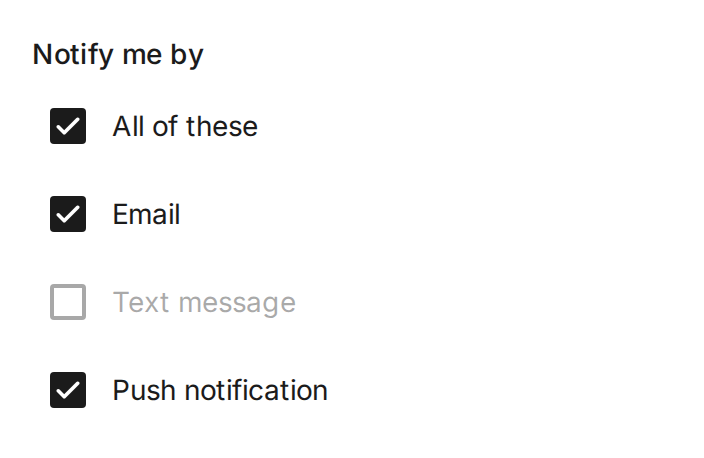 Notify me by
All of these
Email
Text message
Push notification